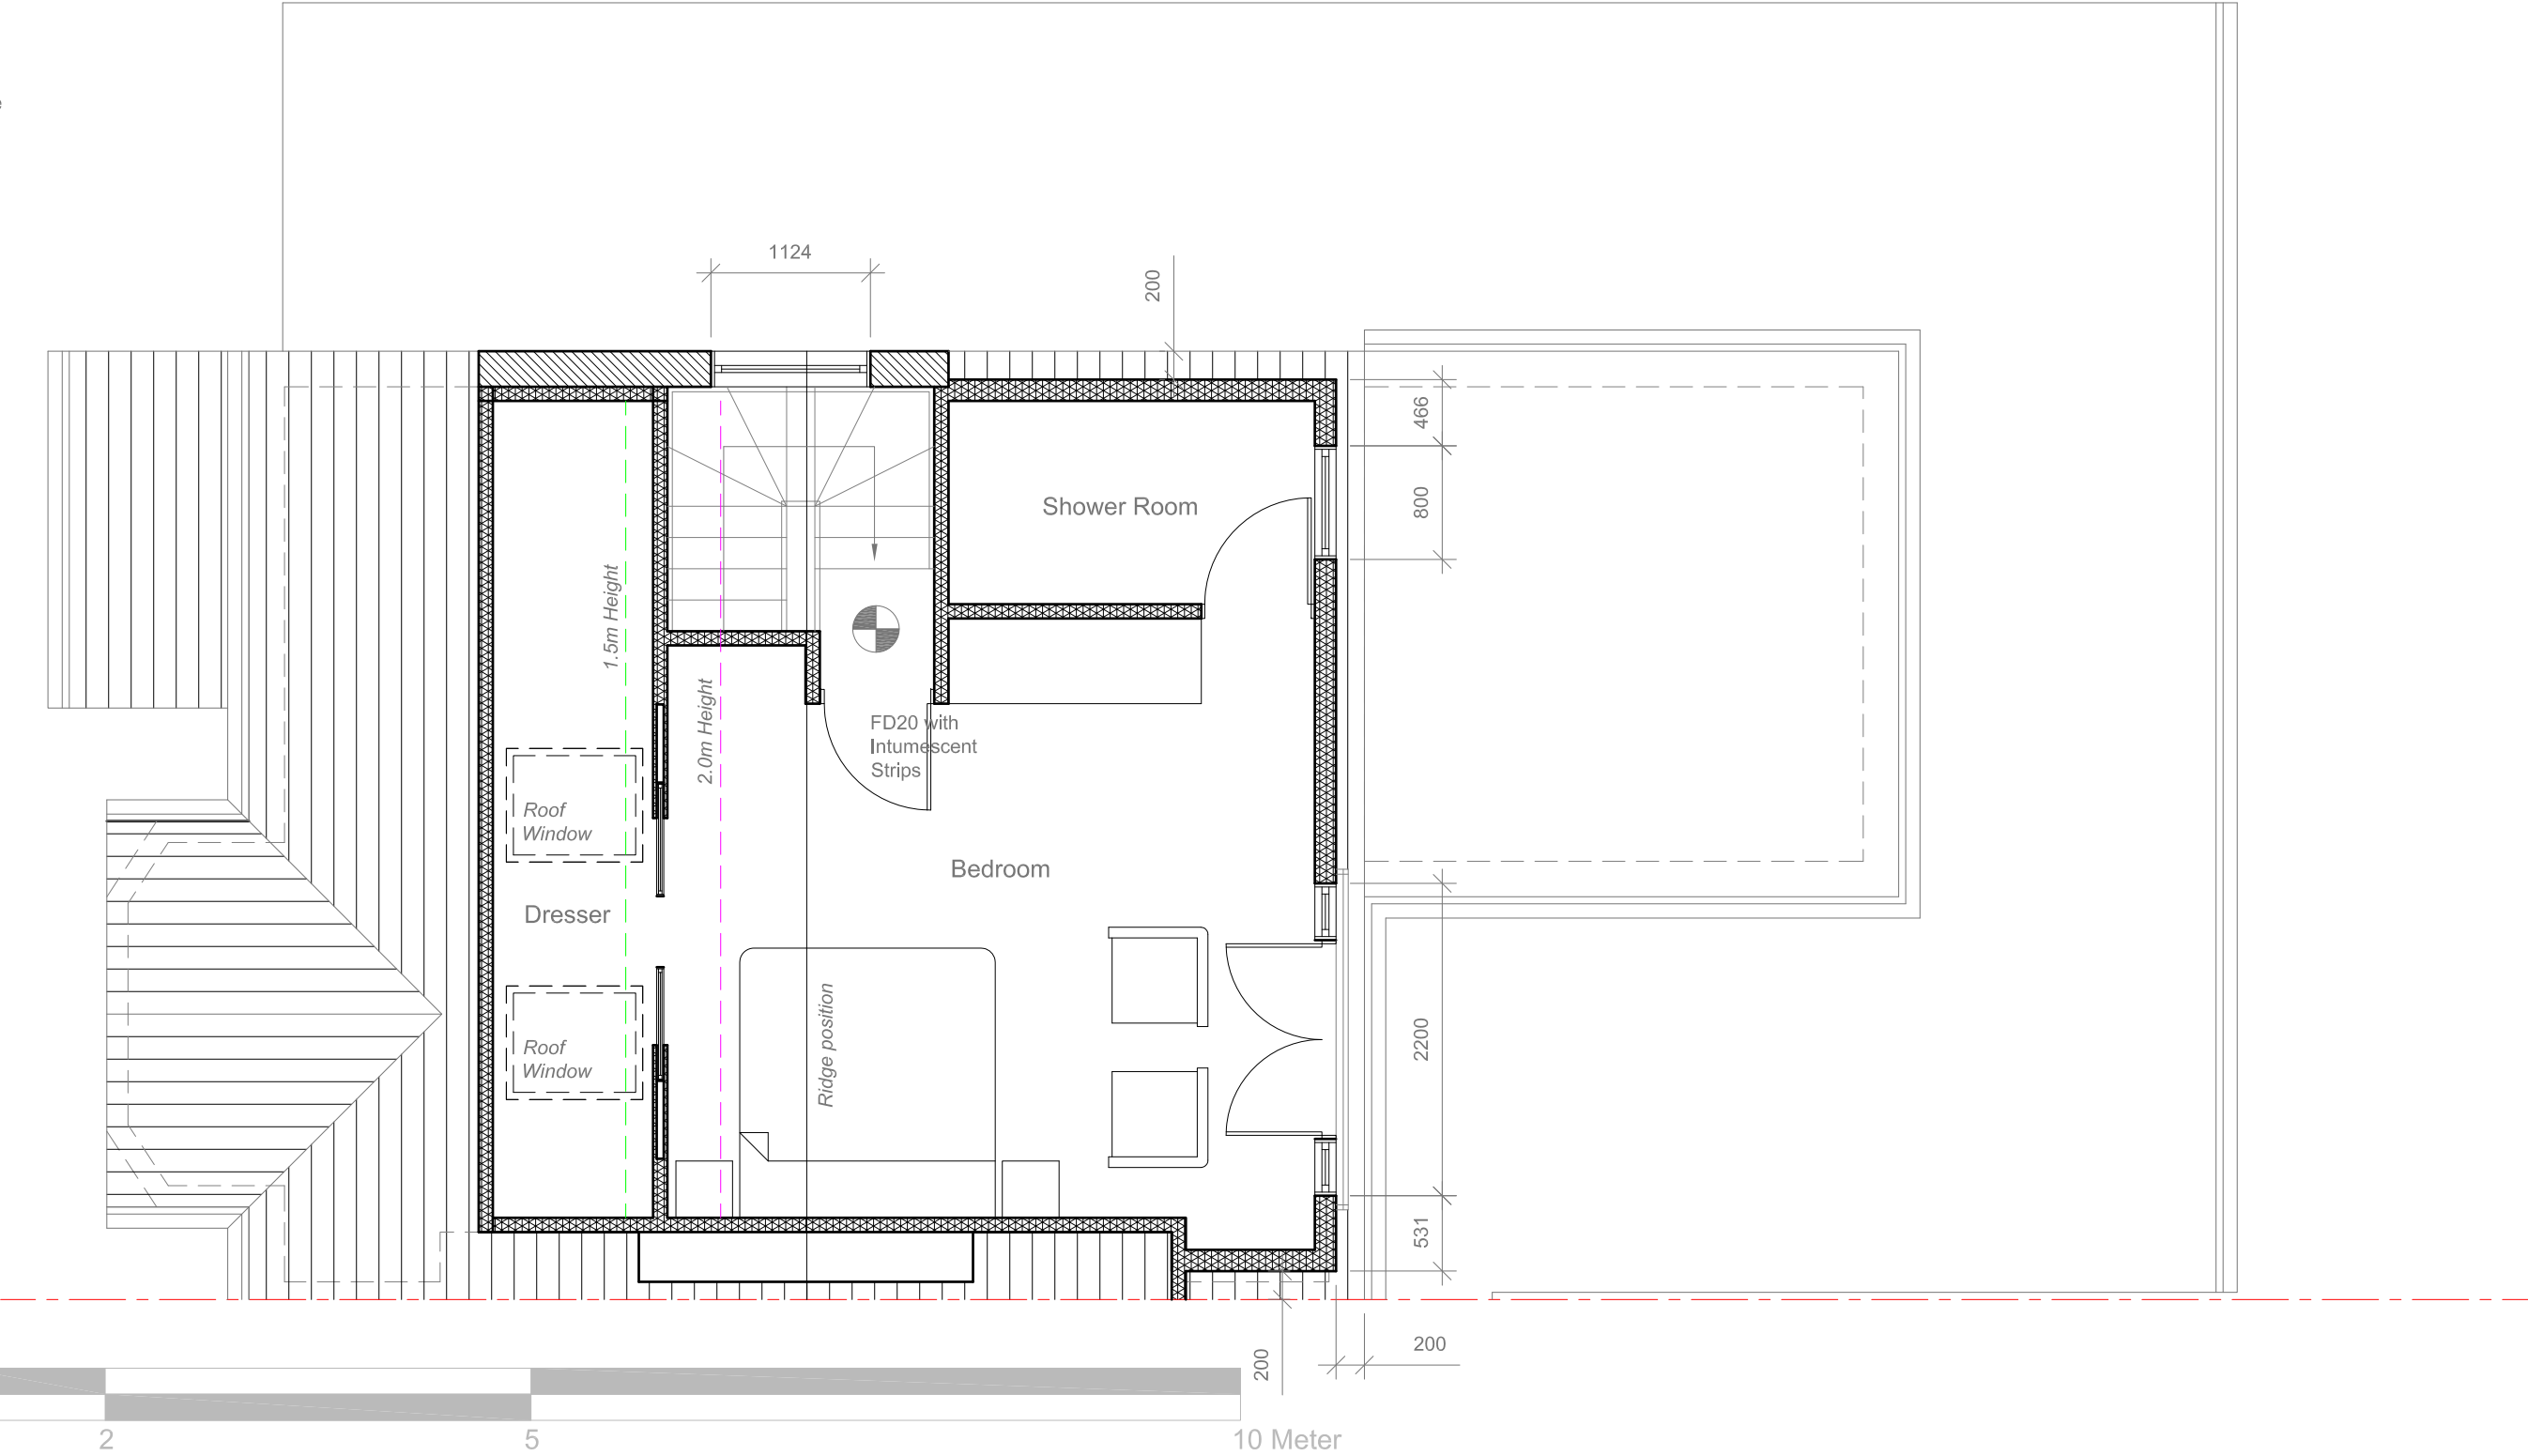 1124
200
466
Shower Room
800
1.5m Height
2.0m Height
FD20 with
Intumescent
Strips
Roof
Window
Bedroom
Dresser
Ridge position
Roof
Window
2200
531
200
200
2
5
10 Meter